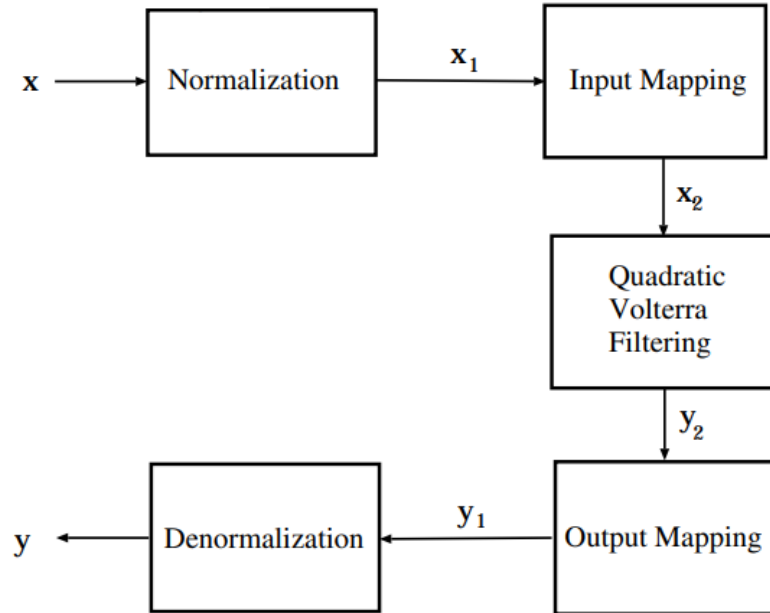 x
Normalization
x1
Input Mapping
x2
Quadratic
Volterra
Filtering
y2
Output Mapping
y1
Denormalization
y